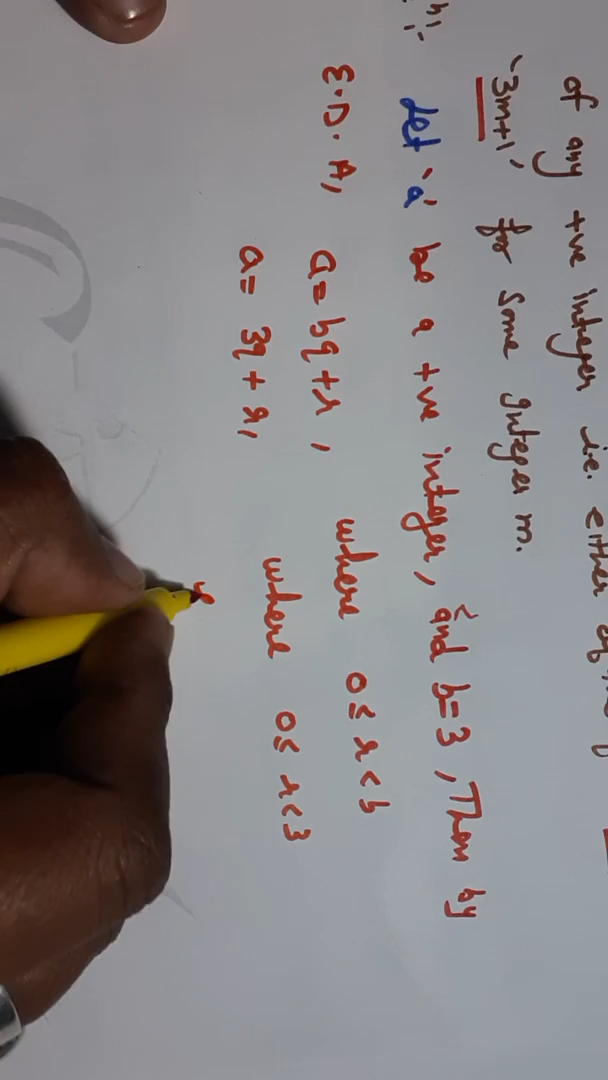 of any +ve integer i.e. either of
'3m+1' for some integer m.
Let 'a' be a +ve integer, and b=3, Then by
E.D.A, a = bq + r, where 0 ≤ r < b
a = 3q + r, where 0 ≤ r < 3